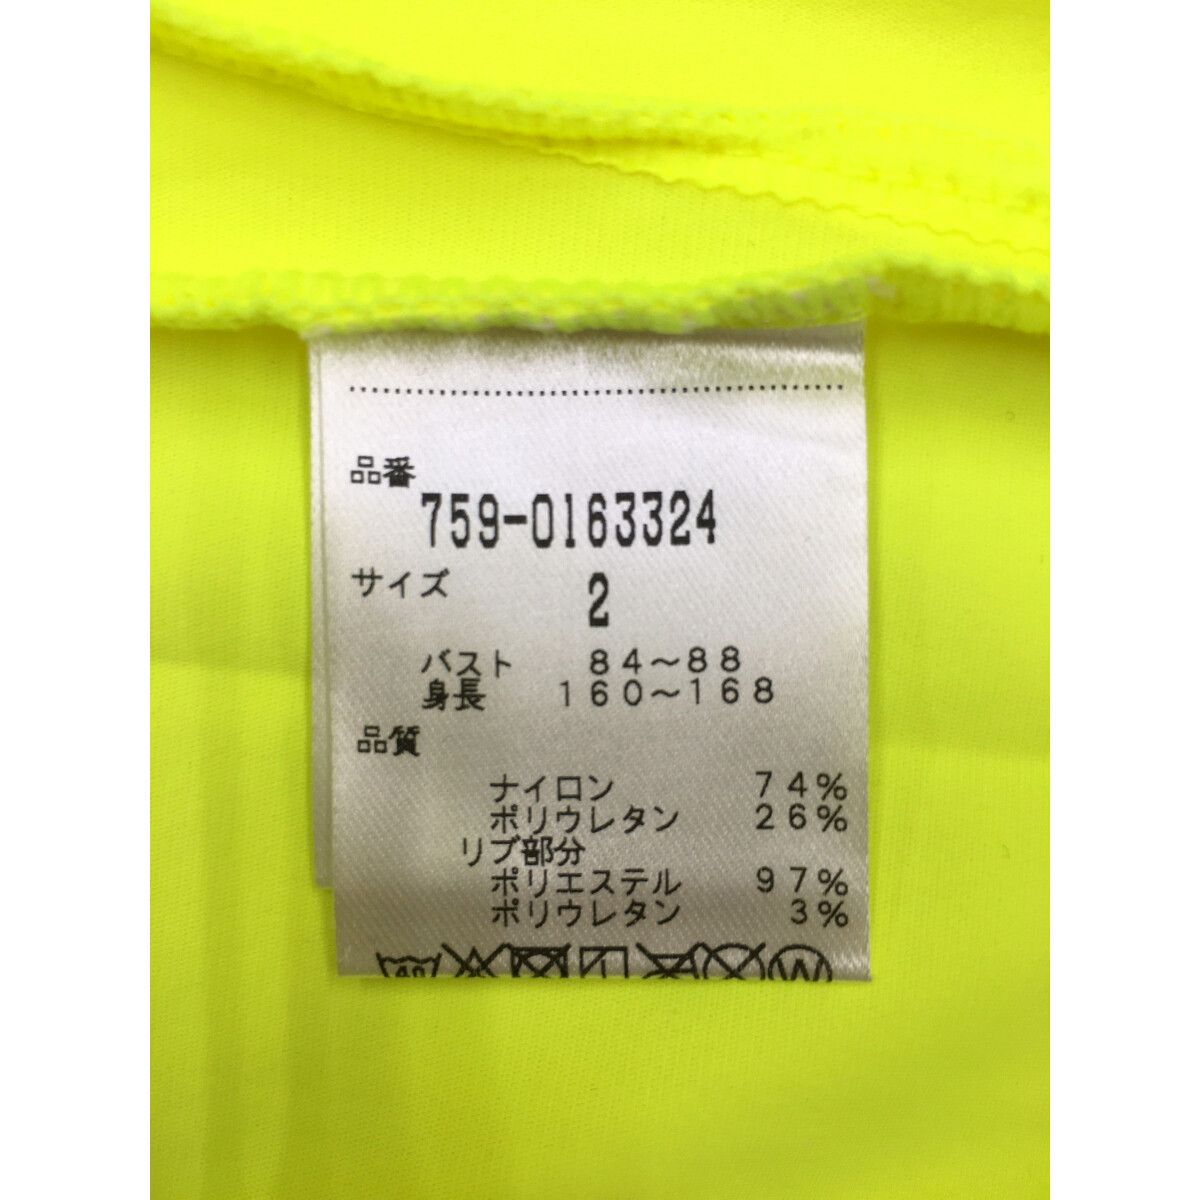 品番
759-0163324
サイズ 2
バスト 84～88
身長 160～168
品質
ナイロン 74%
ポリウレタン 26%
リブ部分
ポリエステル 97%
ポリウレタン 3%
40 W